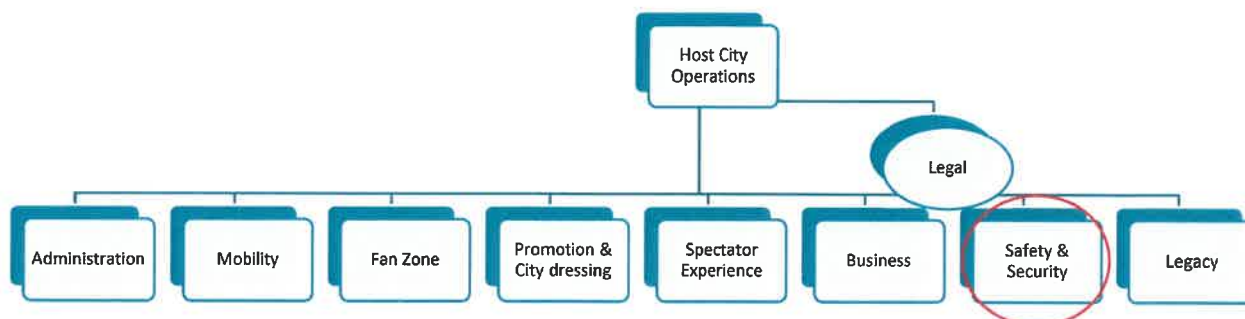 Host City
Operations
Legal
Administration
Mobility
Fan Zone
Promotion &
City dressing
Spectator
Experience
Business
Safety &
Security
Legacy